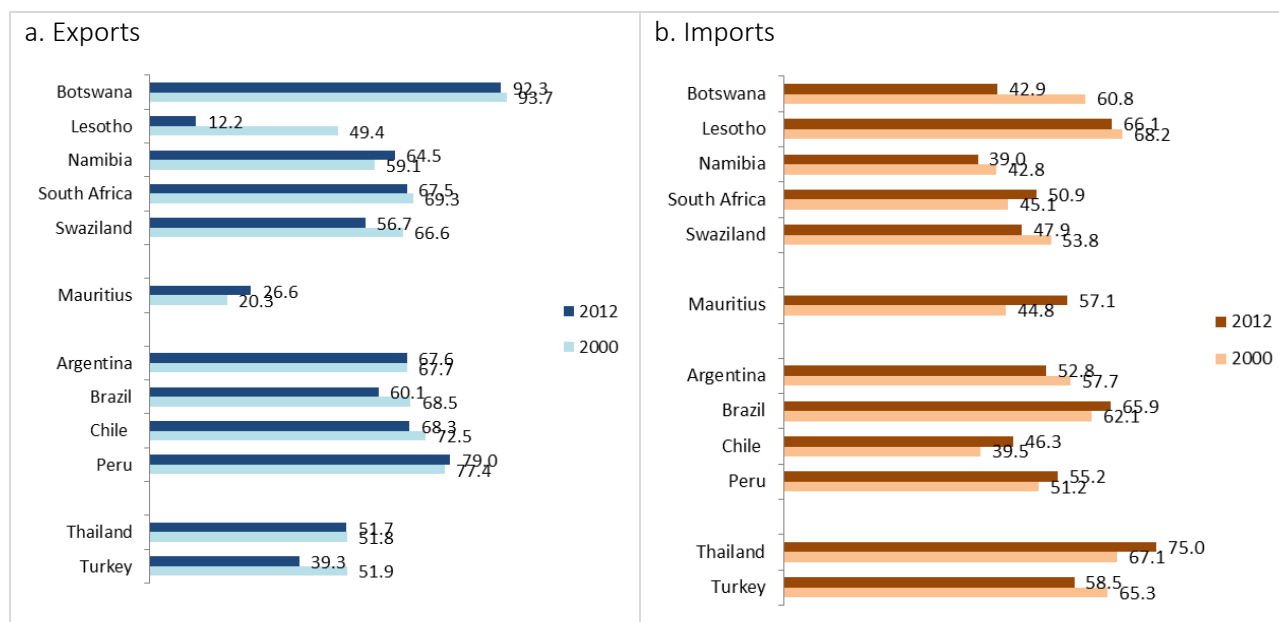 a. Exports
Botswana 92.3
93.7
Lesotho 12.2
49.4
Namibia 64.5
59.1
South Africa 67.5
69.3
Swaziland 56.7
66.6
Mauritius 26.6
20.3
2012
2000
Argentina 67.6
67.7
Brazil 60.1
68.5
Chile 68.3
72.5
Peru 79.0
77.4
Thailand 51.7
51.8
Turkey 39.3
51.9
b. Imports
Botswana 42.9
60.8
Lesotho 66.1
68.2
Namibia 39.0
42.8
South Africa 50.9
45.1
Swaziland 47.9
53.8
Mauritius 57.1
44.8
2012
2000
Argentina 52.8
57.7
Brazil 65.9
62.1
Chile 46.3
39.5
Peru 55.2
51.2
Thailand 75.0
67.1
Turkey 58.5
65.3